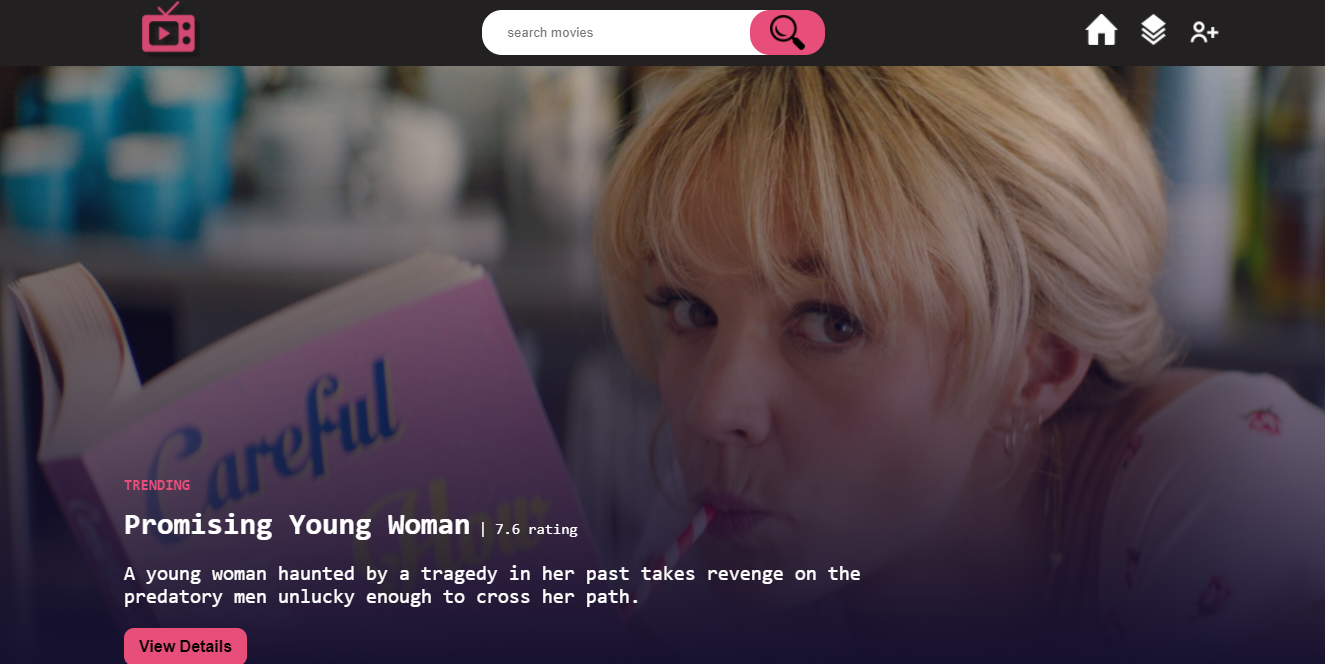 search movies
Careful
How
TRENDING
Promising Young Woman | 7.6 rating
A young woman haunted by a tragedy in her past takes revenge on the
predatory men unlucky enough to cross her path.
View Details